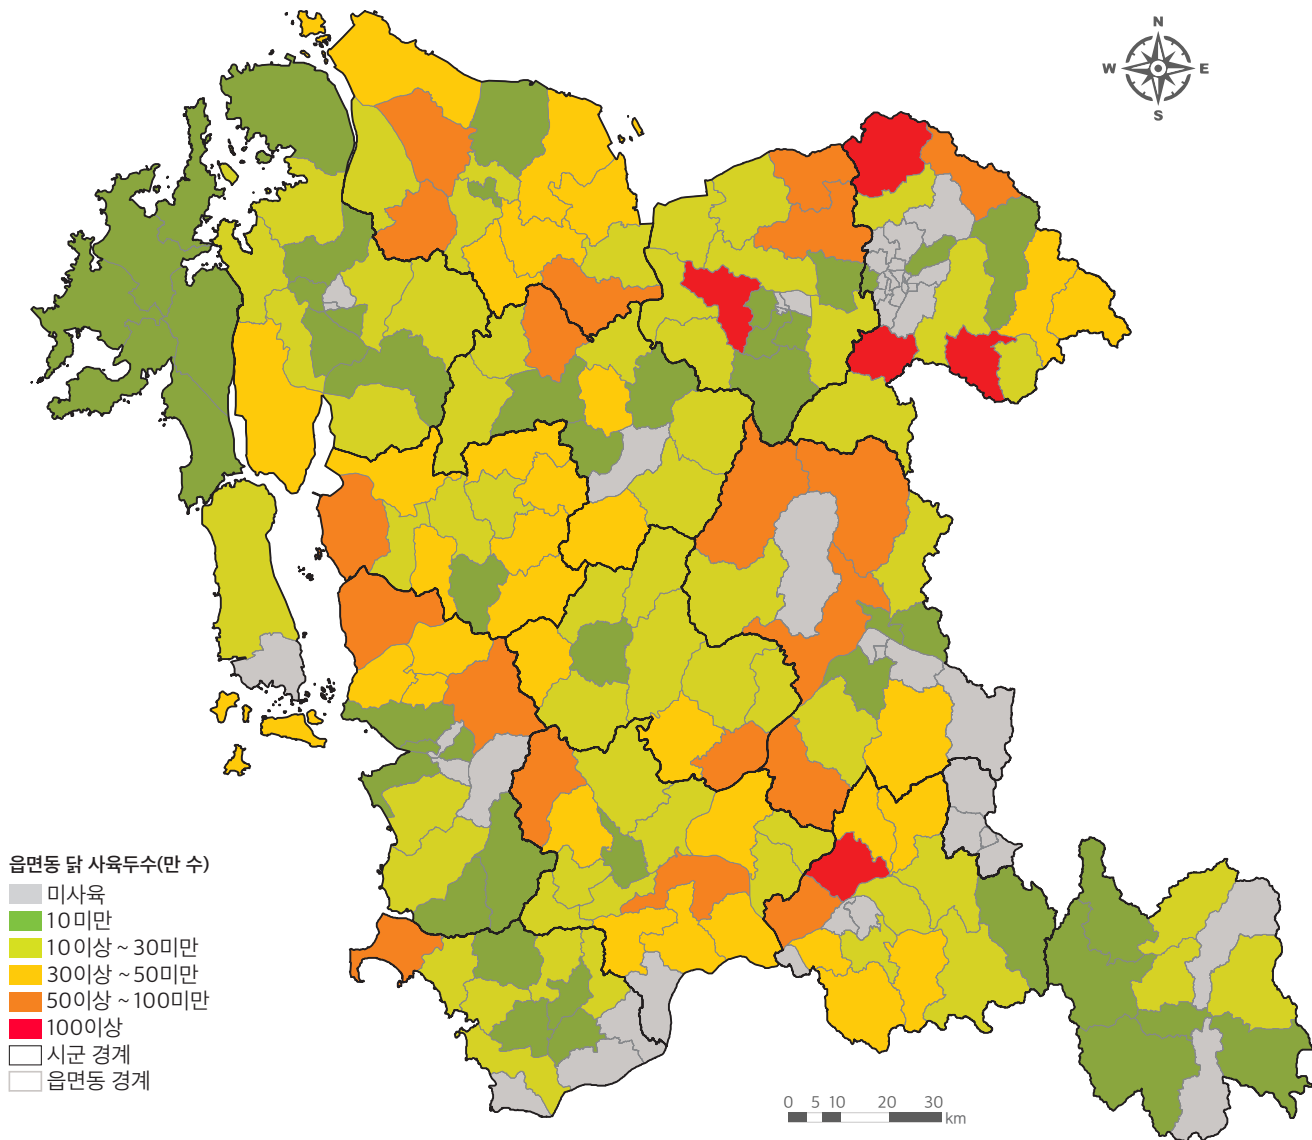 N
W
E
S
읍면동 닭 사육두수(만 수)
미사육
10미만
10이상 ~ 30미만
30이상 ~ 50미만
50이상 ~ 100미만
100이상
시군 경계
읍면동 경계
0 5 10 20 30
km